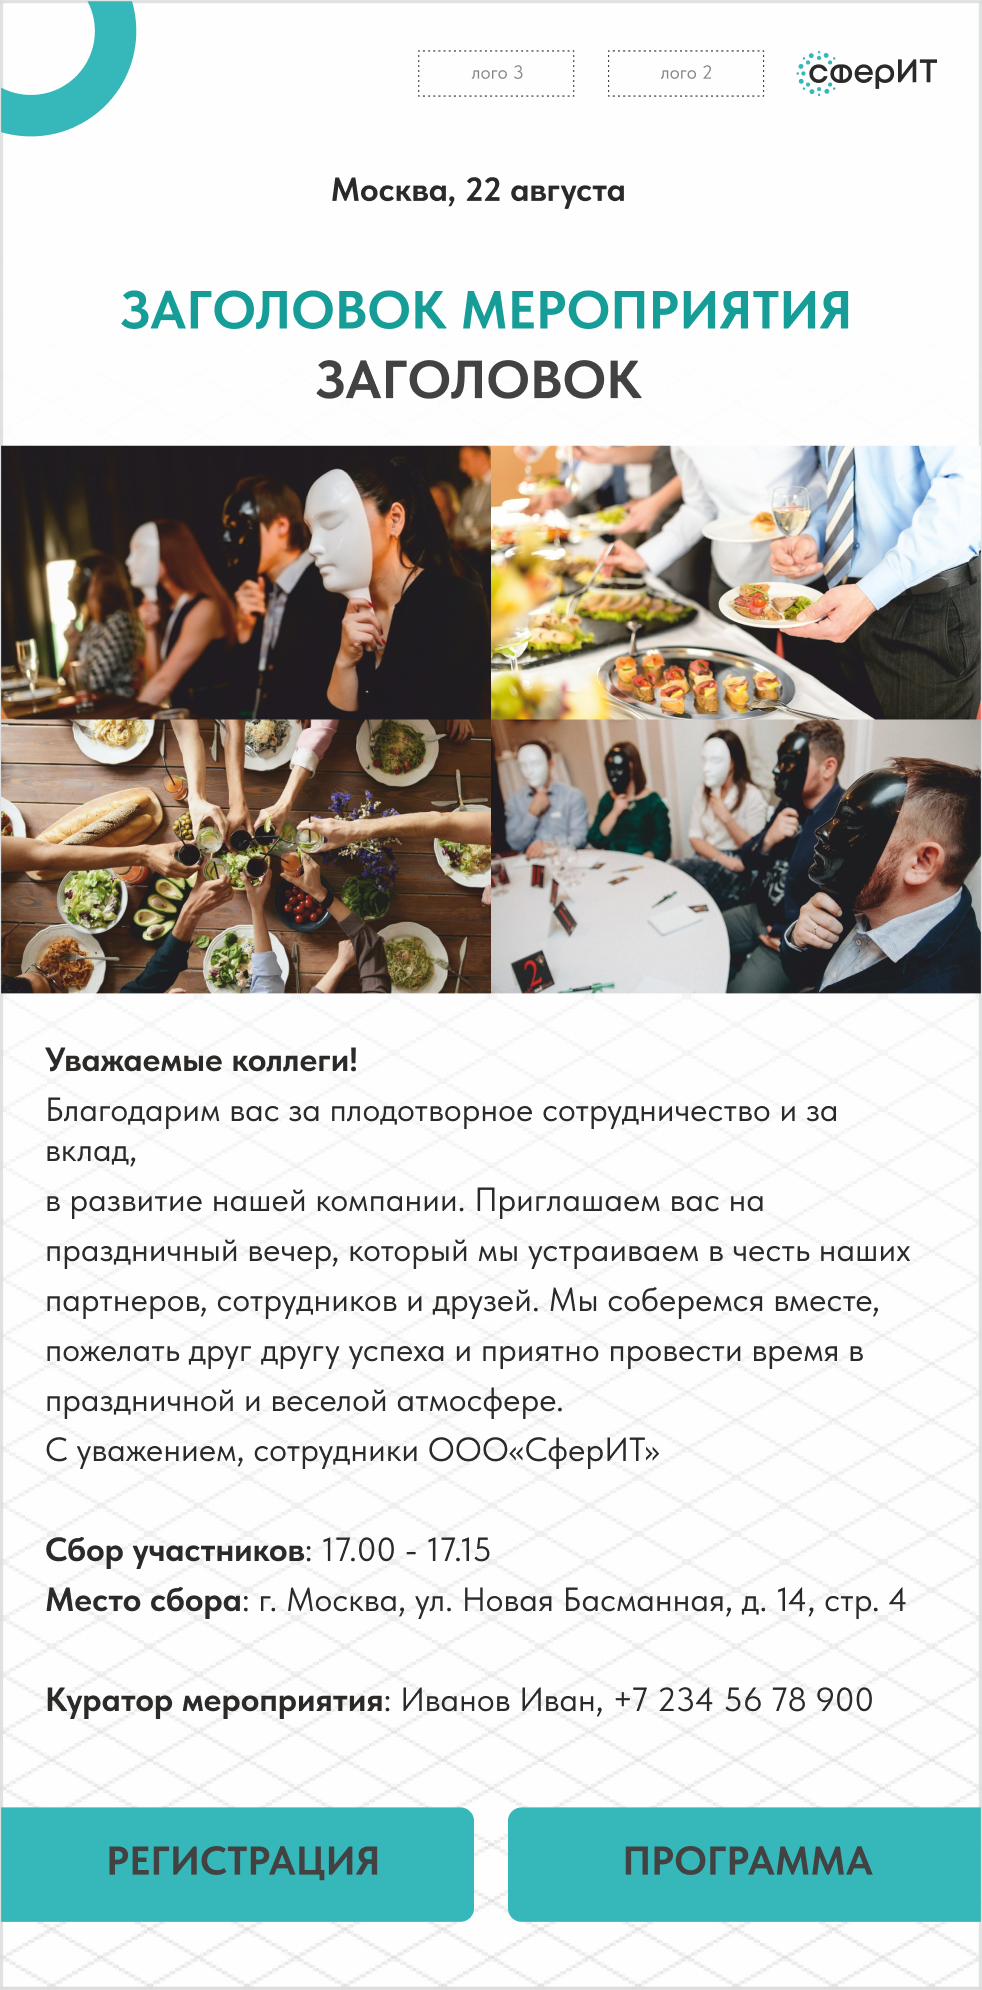 лого 3
лого 2
сферИТ
Москва, 22 августа
ЗАГОЛОВОК МЕРОПРИЯТИЯ
ЗАГОЛОВОК
2
Уважаемые коллеги!
Благодарим вас за плодотворное сотрудничество и за
вклад,
в развитие нашей компании. Приглашаем вас на
праздничный вечер, который мы устраиваем в честь наших
партнеров, сотрудников и друзей. Мы соберемся вместе,
пожелать друг другу успеха и приятно провести время в
праздничной и веселой атмосфере.
С уважением, сотрудники ООО«СферИТ»
Сбор участников: 17.00 - 17.15
Место сбора: г. Москва, ул. Новая Басманная, д. 14, стр. 4
Куратор мероприятия: Иванов Иван, +7 234 56 78 900
РЕГИСТРАЦИЯ
ПРОГРАММА